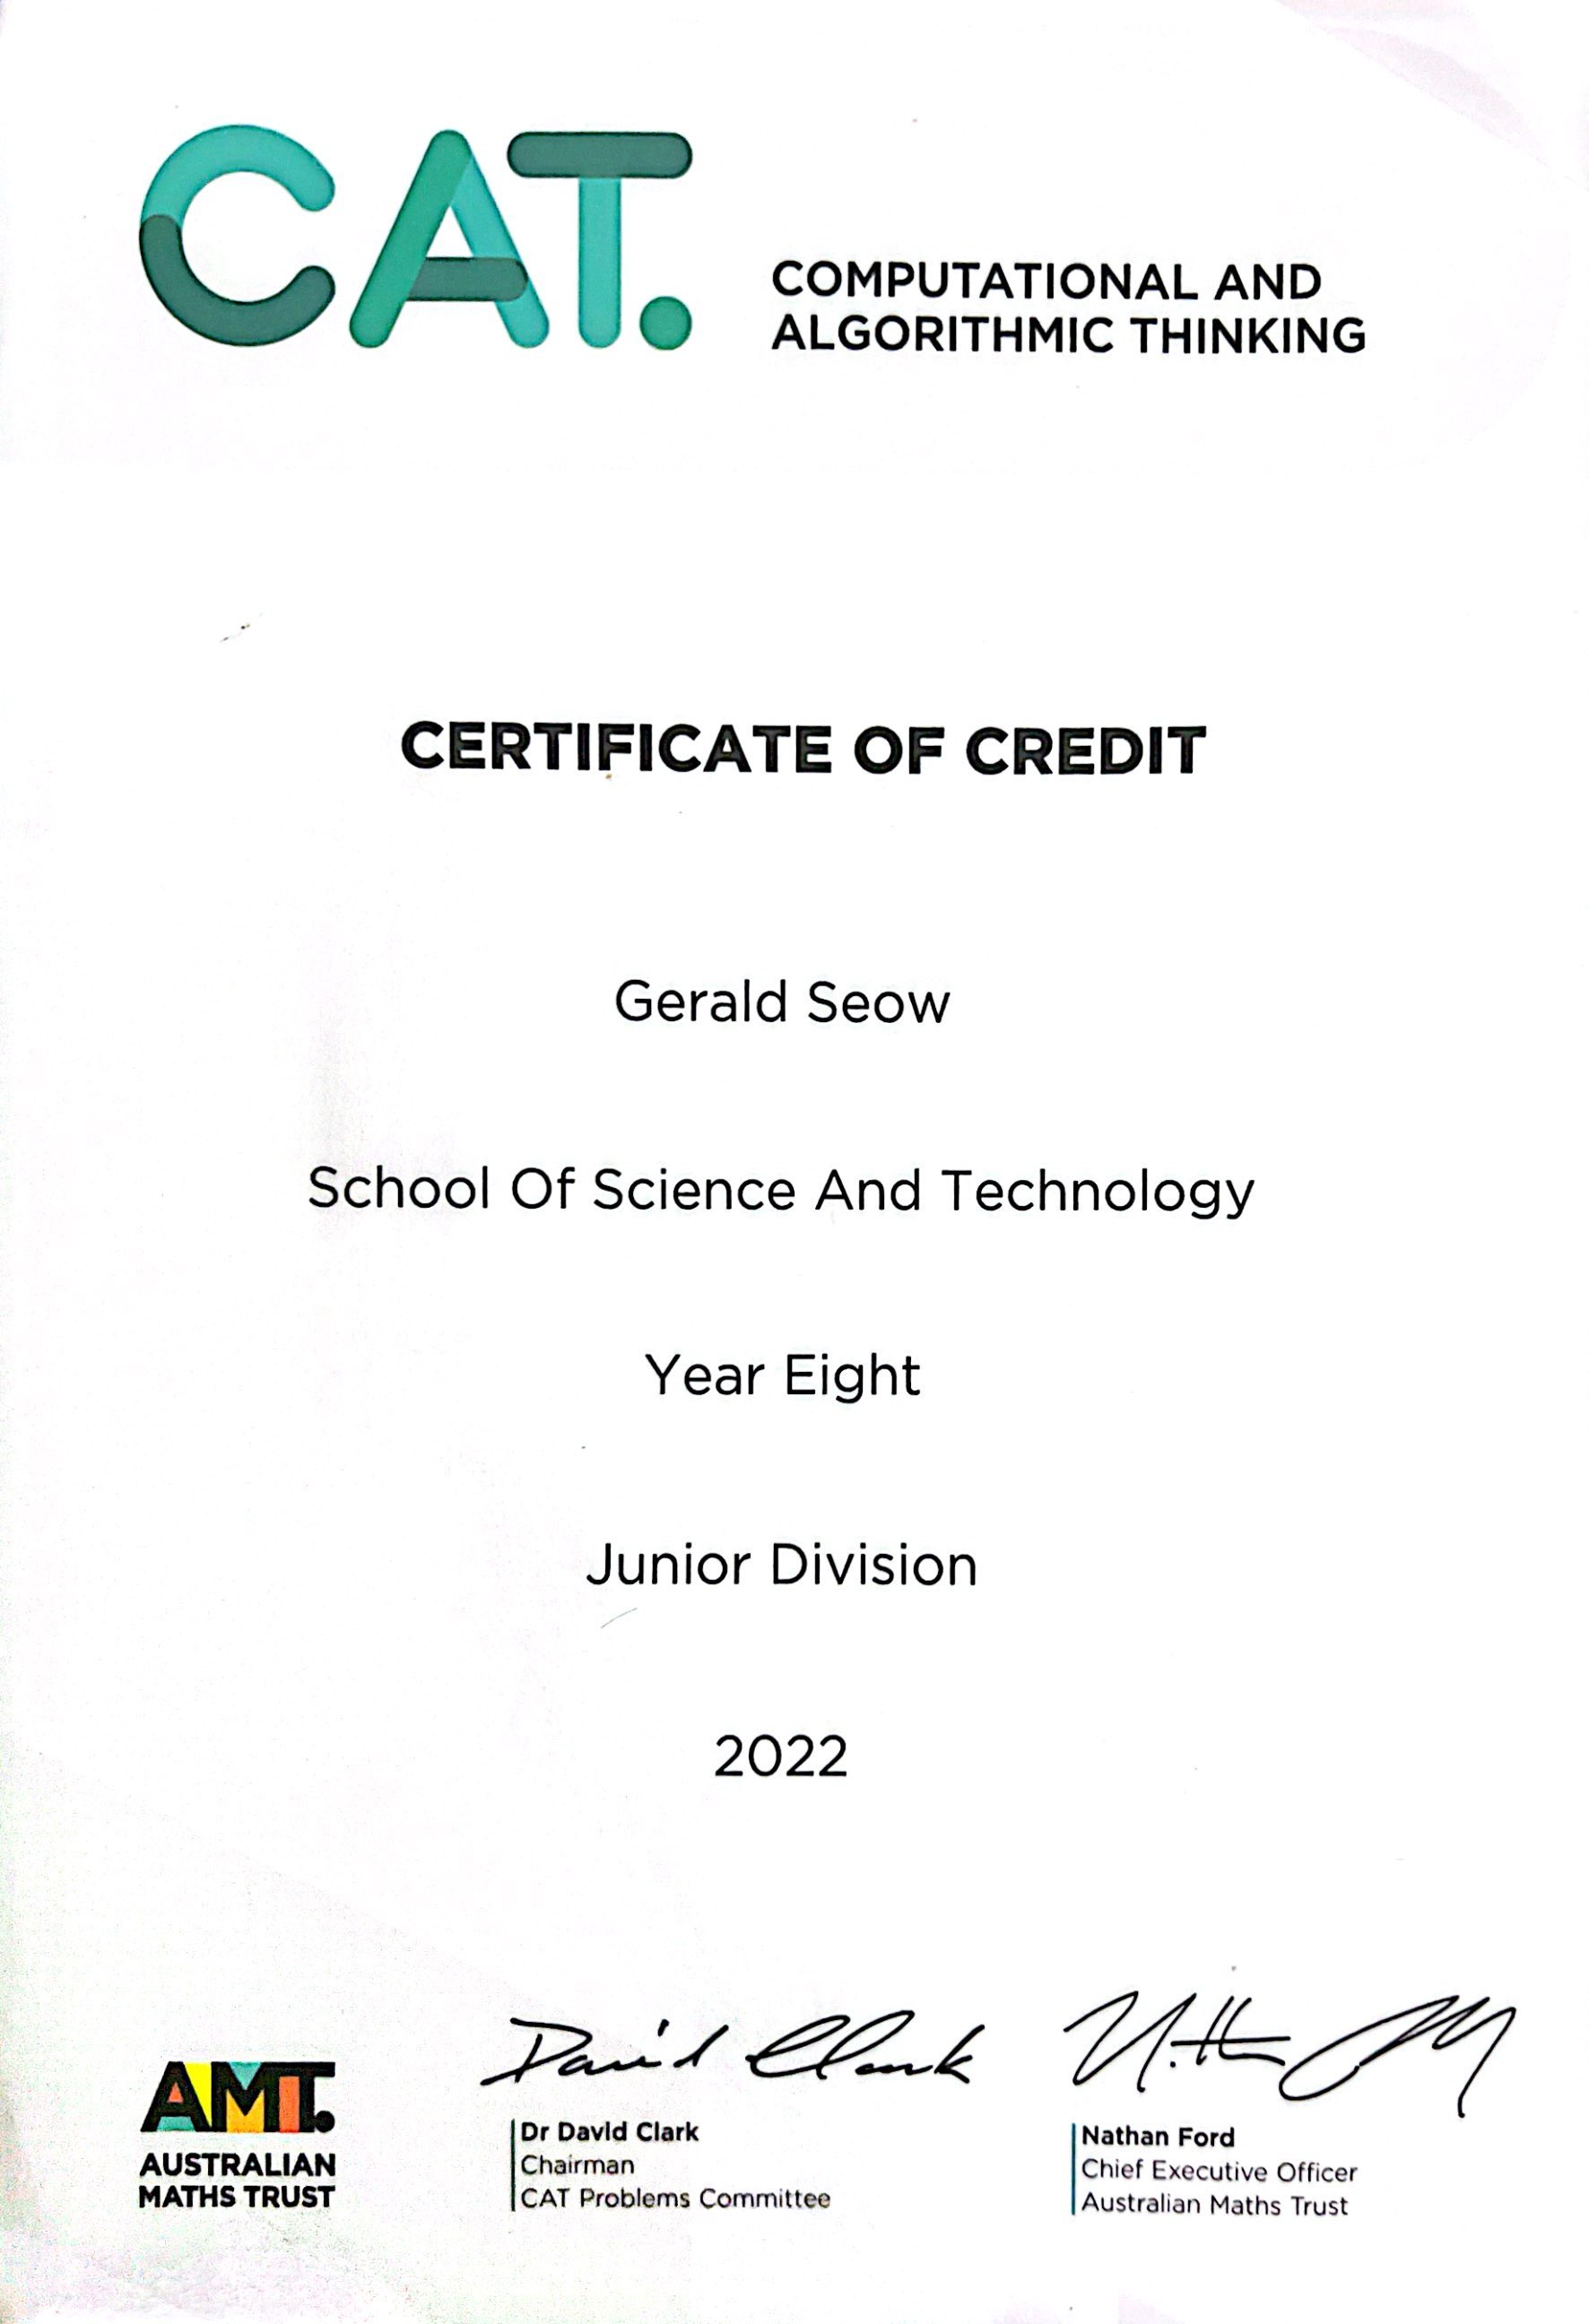 CAT.
COMPUTATIONAL AND
ALGORITHMIC THINKING
CERTIFICATE OF CREDIT
Gerald Seow
School Of Science And Technology
Year Eight
Junior Division
2022
David Clark
AMT.
AUSTRALIAN
MATHS TRUST
Dr David Clark
Chairman
CAT Problems Committee
Nathan Ford
Chief Executive Officer
Australian Maths Trust